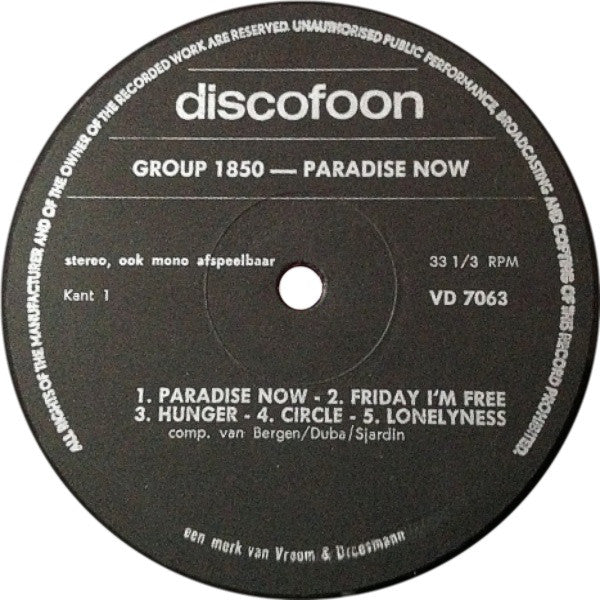 ALL RIGHTS OF THE MANUFACTURER AND OF THE OWNER OF THE RECORDED WORK ARE RESERVED. UNAUTHORISED PUBLIC PERFORMANCE, BROADCASTING AND COPYING OF THIS RECORD PROHIBITED.
discofoon
GROUP 1850 — PARADISE NOW
stereo, ook mono afspeelbaar 33 1/3 RPM
Kant 1 VD 7063
1. PARADISE NOW - 2. FRIDAY I'M FREE
3. HUNGER - 4. CIRCLE - 5. LONELYNESS
comp. van Bergen/Duba/Sjardin
een merk van Vroom & Dreesmann